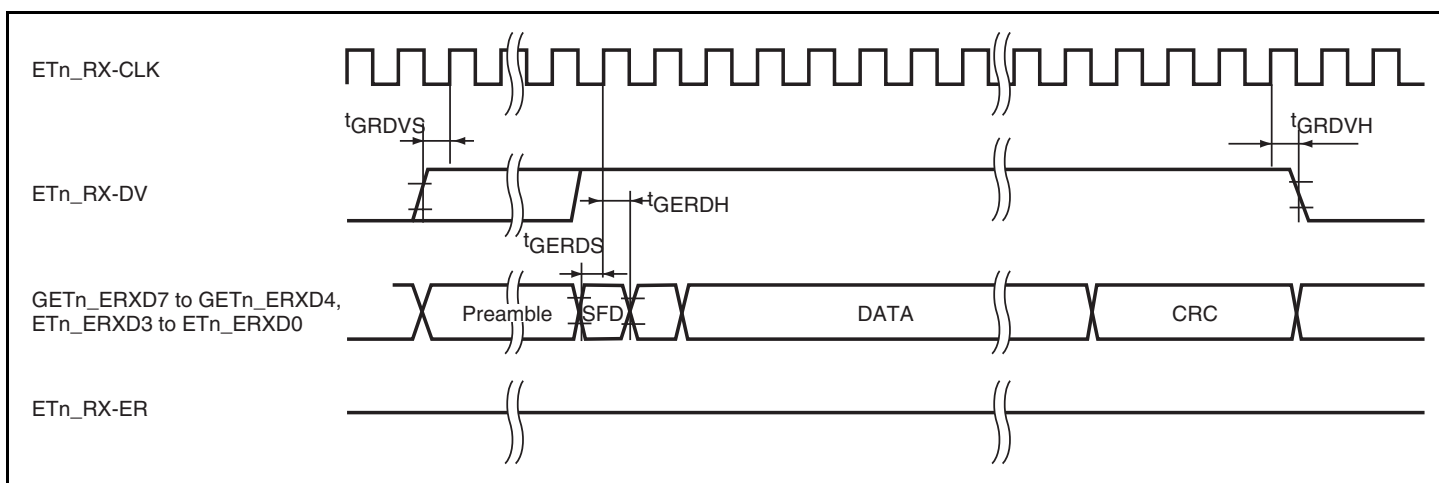 ETn_RX-CLK
tGRDVS
tGRDVH
ETn_RX-DV
tGERDH
tGERDS
GETn_ERXD7 to GETn_ERXD4,
ETn_ERXD3 to ETn_ERXD0
Preamble
SFD
DATA
CRC
ETn_RX-ER